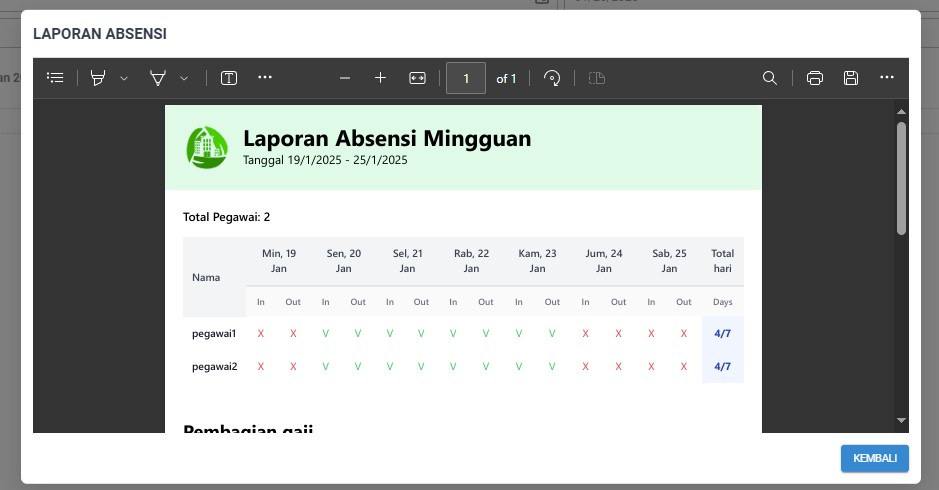 LAPORAN ABSENSI
1 of 1
Laporan Absensi Mingguan
Tanggal 19/1/2025 - 25/1/2025
Total Pegawai: 2
Nama Min, 19 Jan Sen, 20 Jan Sel, 21 Jan Rab, 22 Jan Kam, 23 Jan Jum, 24 Jan Sab, 25 Jan Total hari
In Out In Out In Out In Out In Out In Out In Out Days
pegawai1 X X V V V V V V V V X X X X 4/7
pegawai2 X X V V V V V V V V X X X X 4/7
Pembagian gaji
KEMBALI